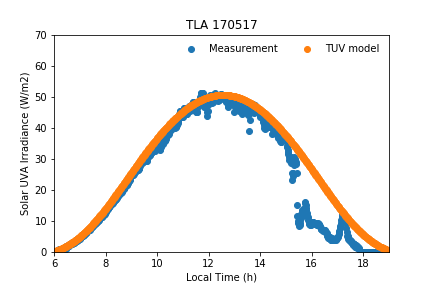 TLA 170517
Measurement
TUV model
70
60
50
40
30
20
10
0
Solar UVA Irradiance (W/m2)
6 8 10 12 14 16 18
Local Time (h)